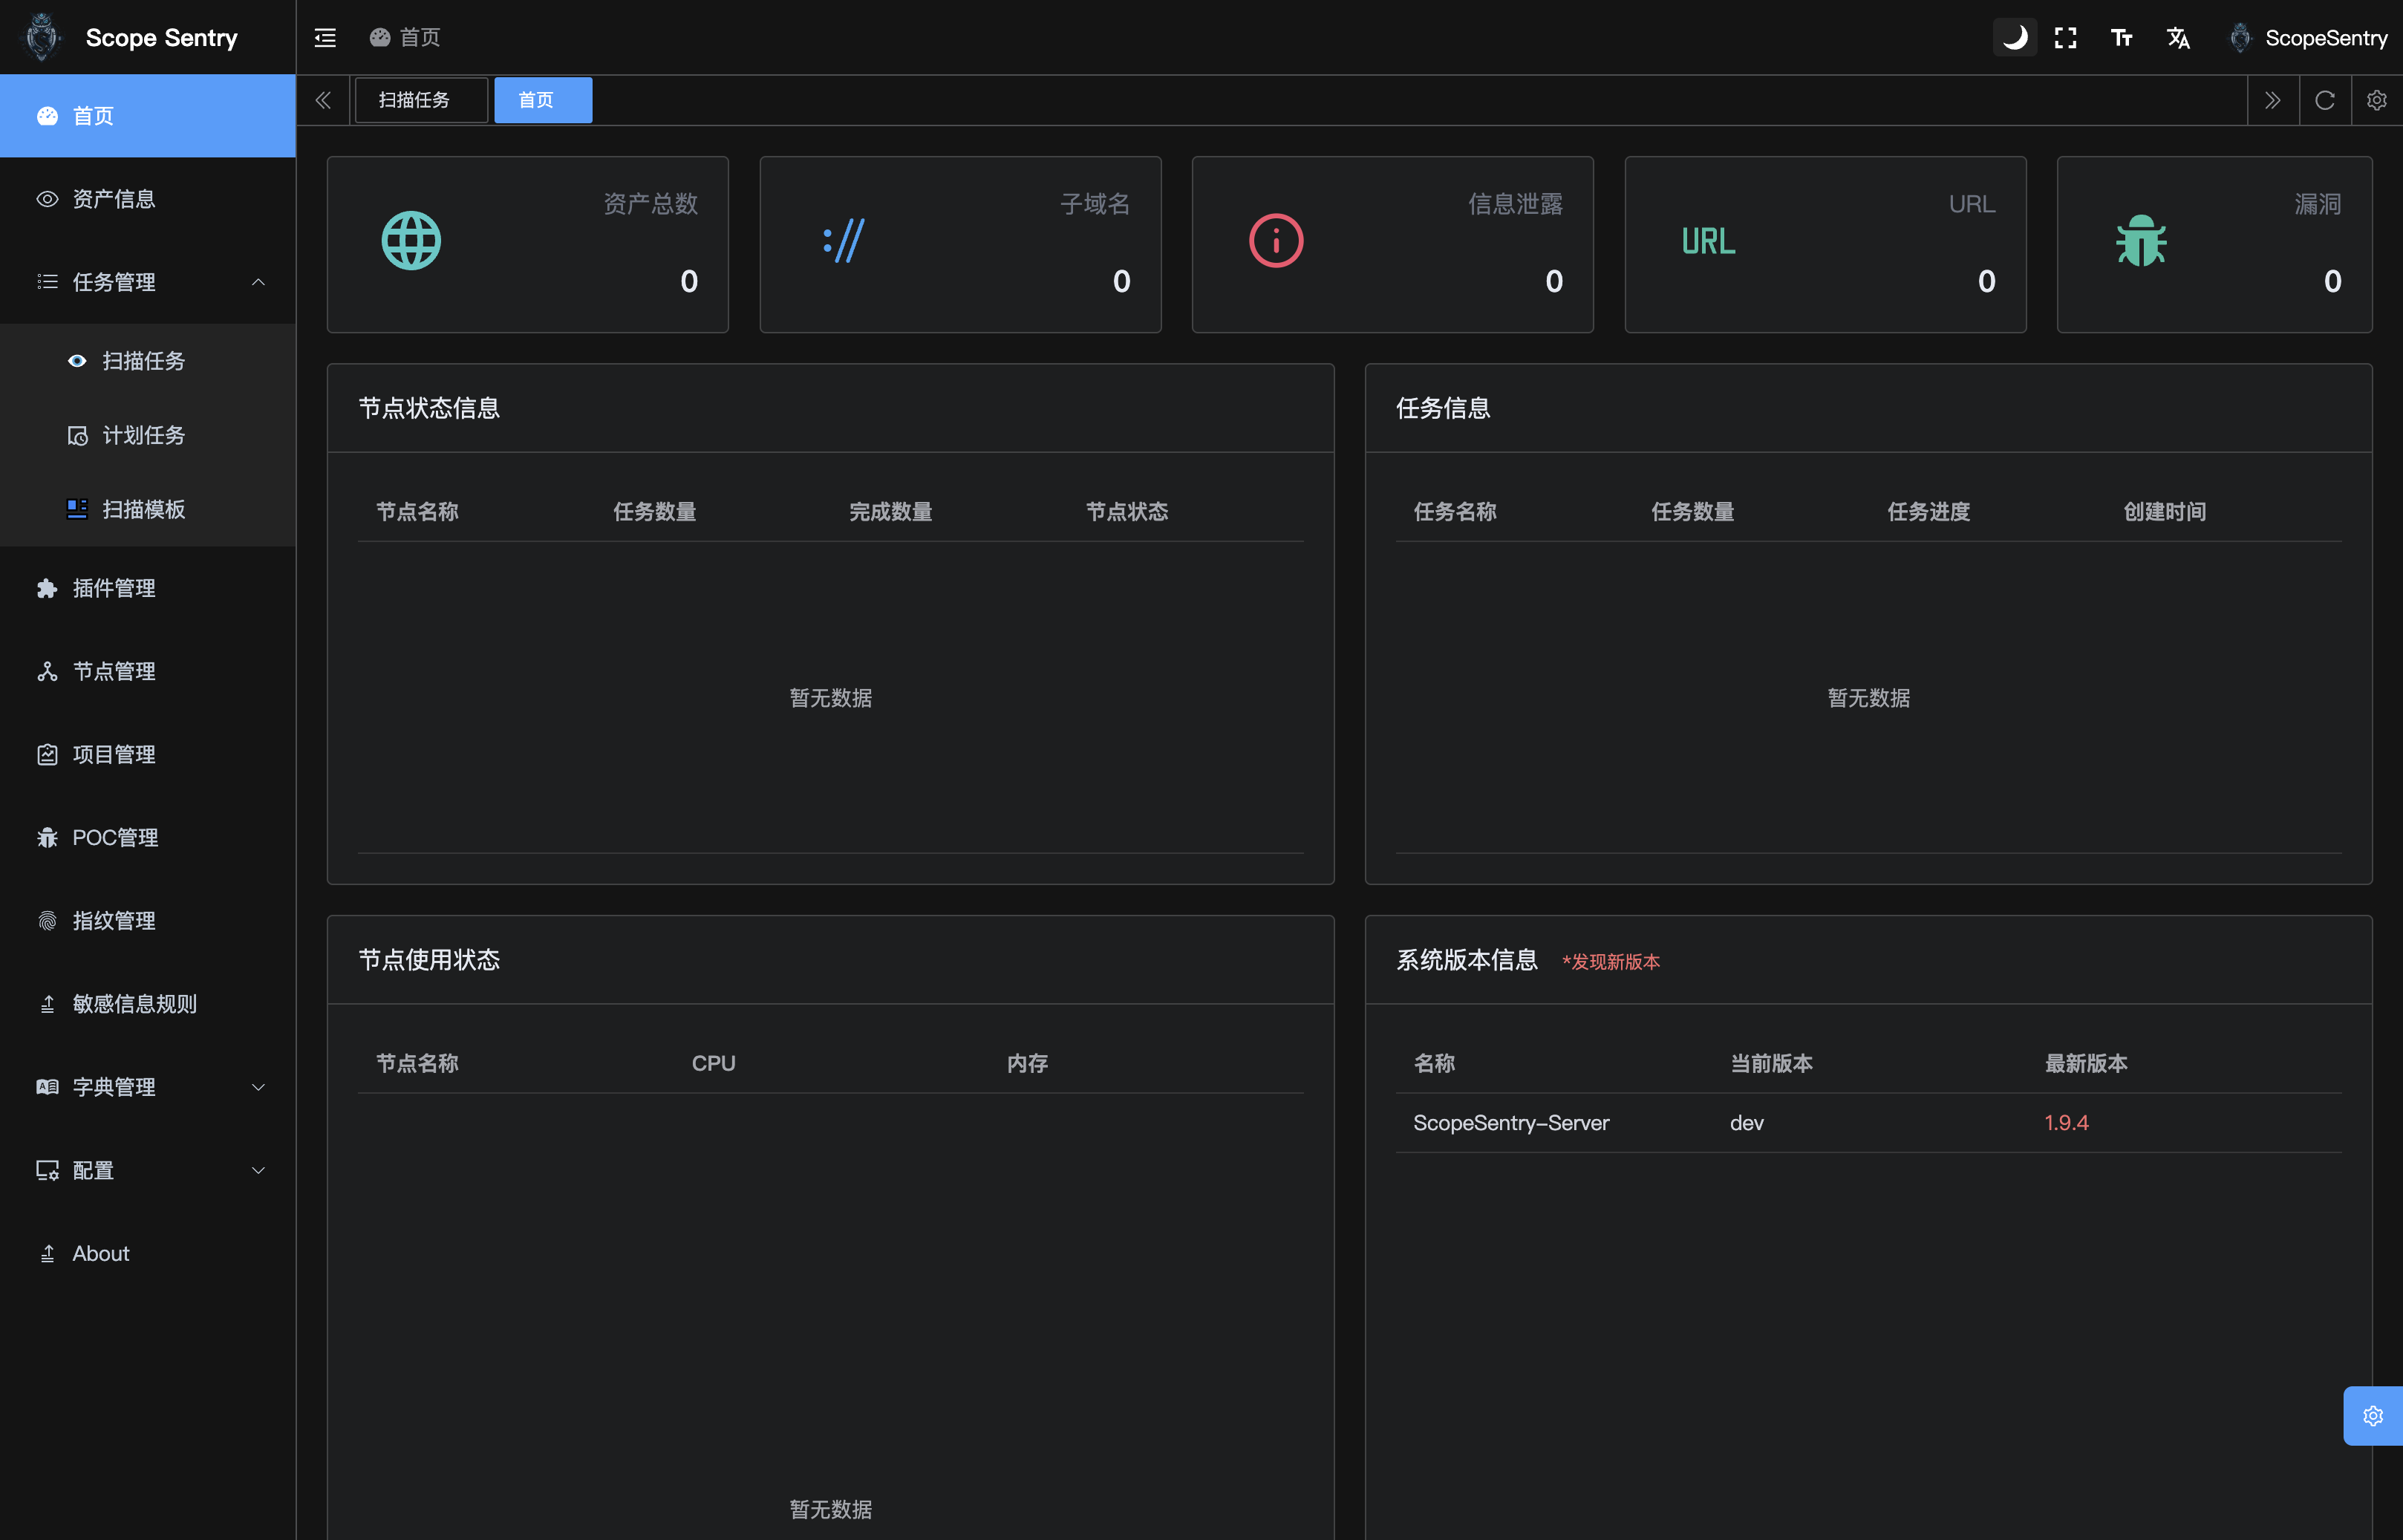 Scope Sentry
首页
ScopeSentry
扫描任务
首页
首页
资产信息
任务管理
扫描任务
计划任务
扫描模板
插件管理
节点管理
项目管理
POC管理
指纹管理
敏感信息规则
字典管理
配置
About
资产总数
0
子域名
0
信息泄露
0
URL
URL
0
漏洞
0
节点状态信息
节点名称 任务数量 完成数量 节点状态
暂无数据
任务信息
任务名称 任务数量 任务进度 创建时间
暂无数据
节点使用状态
节点名称 CPU 内存
暂无数据
系统版本信息 *发现新版本
名称 当前版本 最新版本
ScopeSentry-Server dev 1.9.4